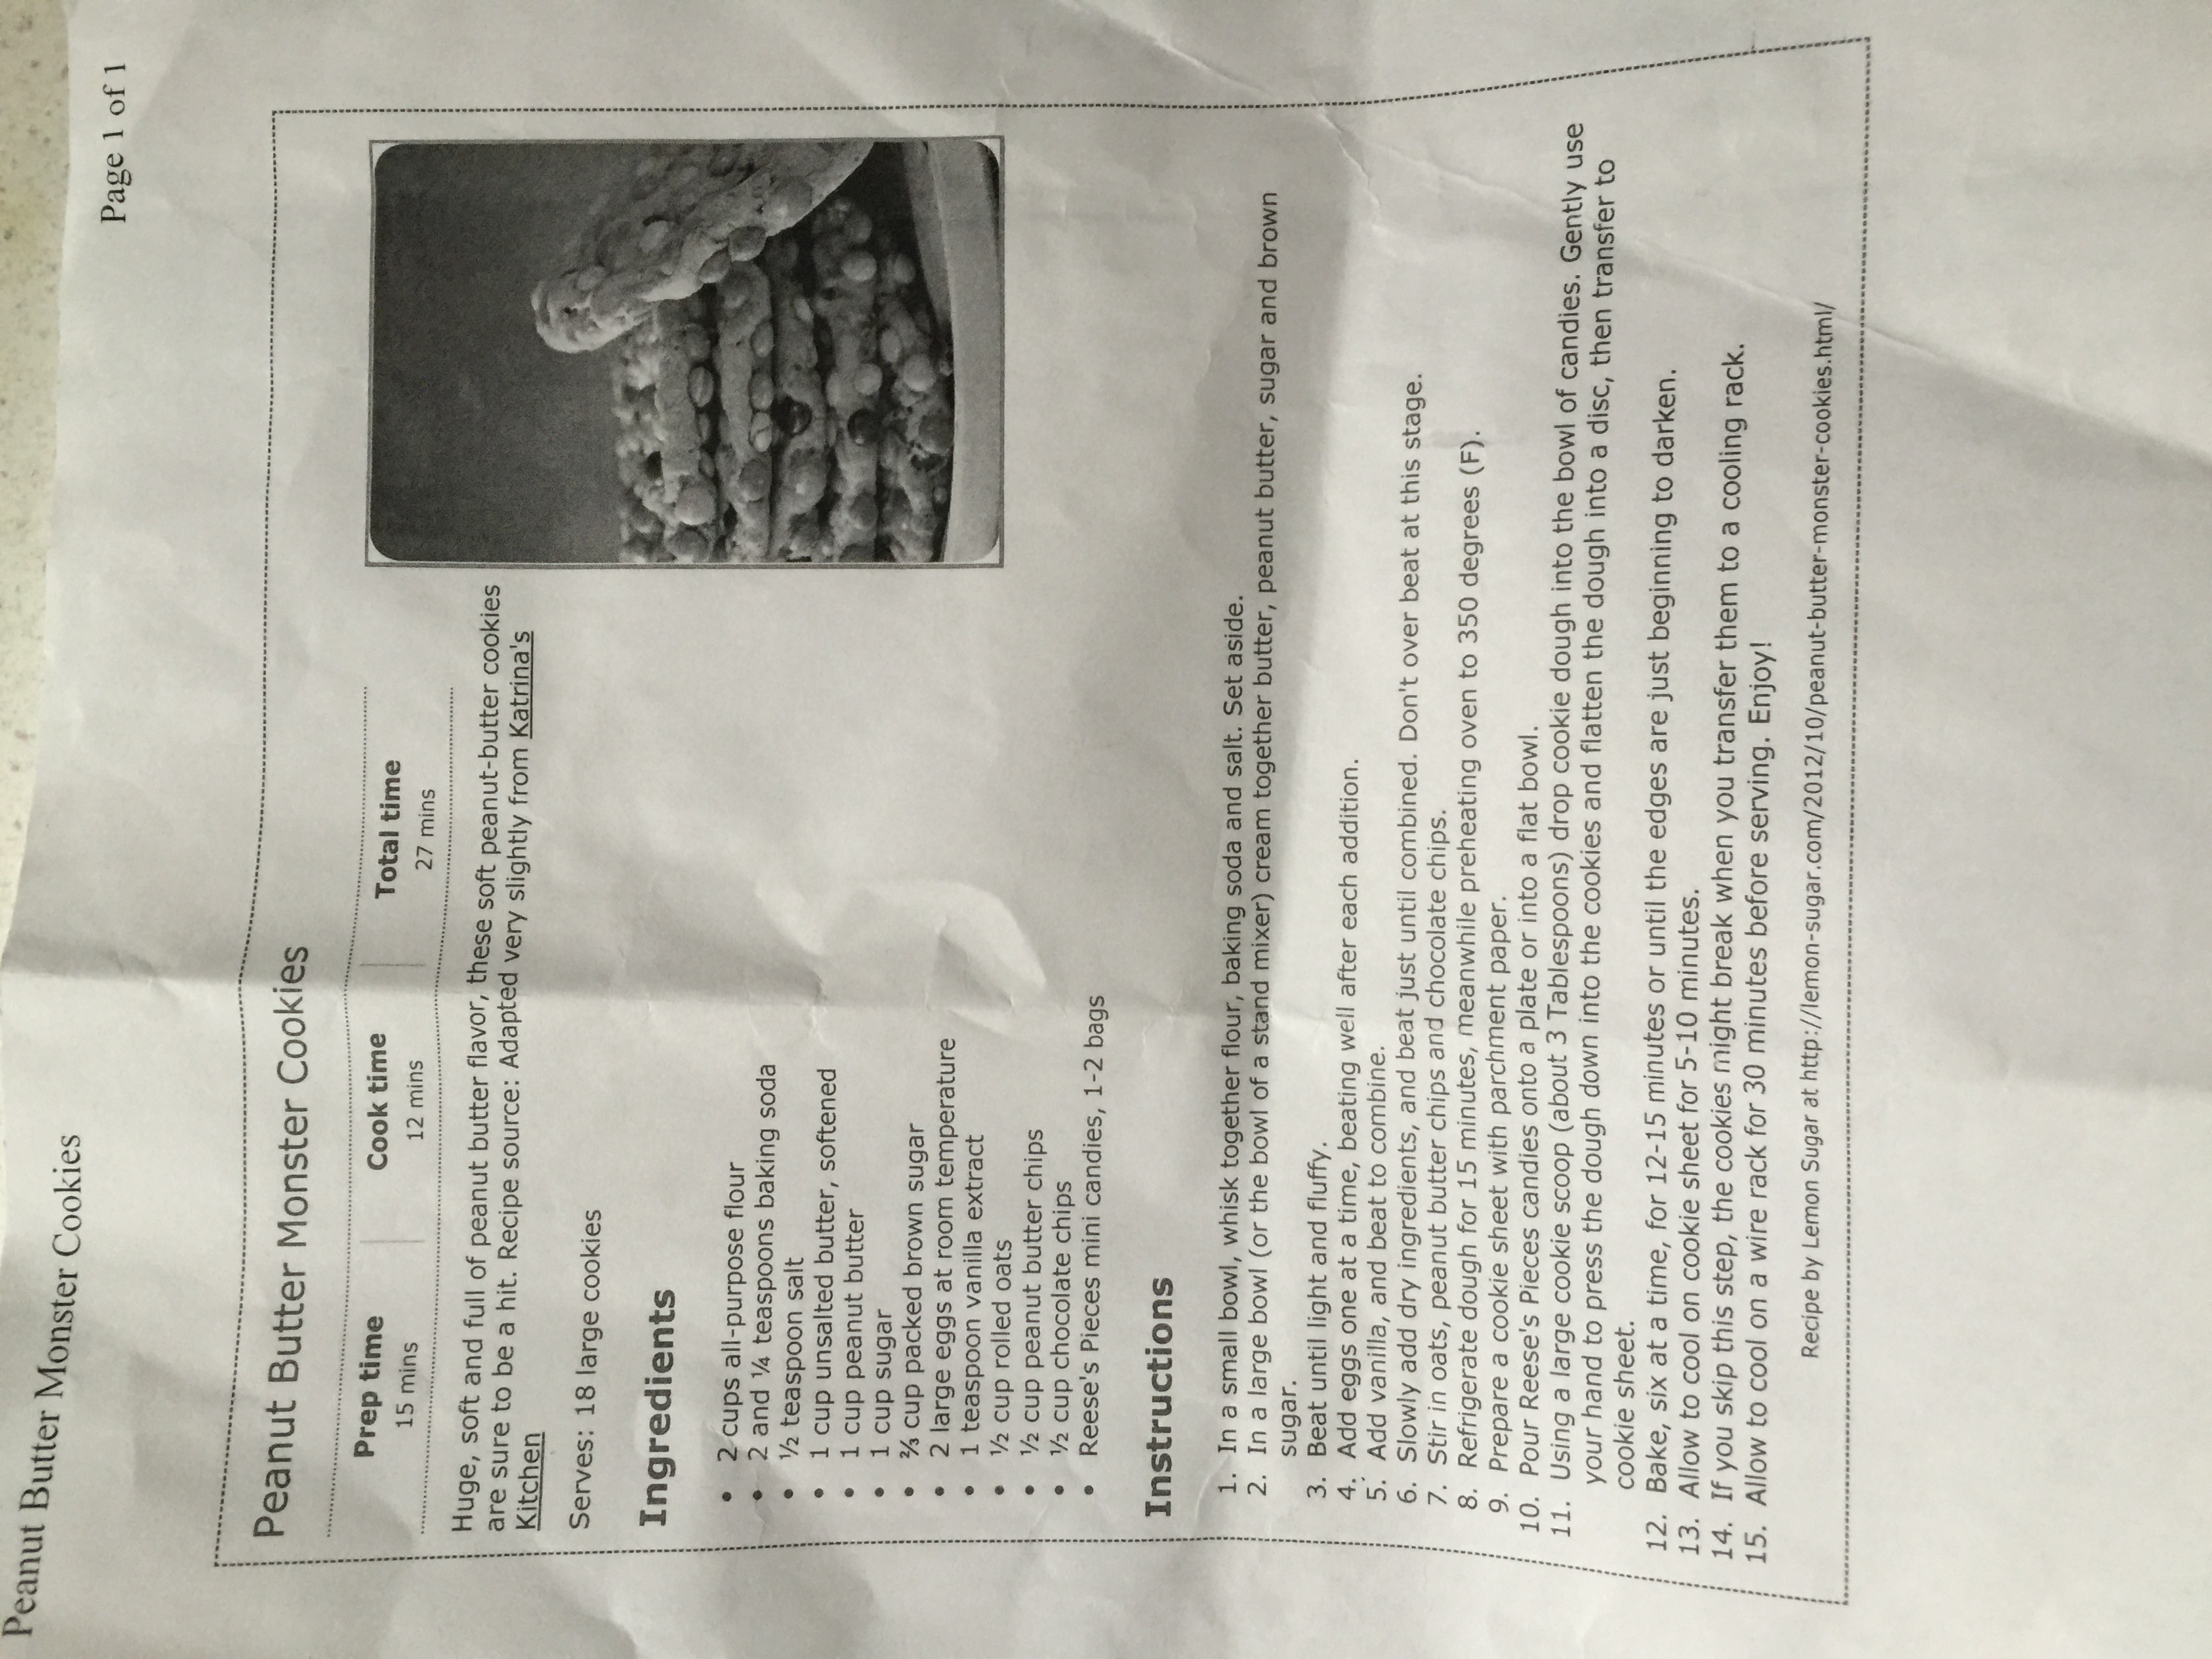 Peanut Butter Monster Cookies
Page 1 of 1
Peanut Butter Monster Cookies
Prep time
15 mins
Cook time
12 mins
Total time
27 mins
Huge, soft and full of peanut butter flavor, these soft peanut-butter cookies
are sure to be a hit. Recipe source: Adapted very slightly from Katrina's
Kitchen
Serves: 18 large cookies
Ingredients
• 2 cups all-purpose flour
• 2 and ¼ teaspoons baking soda
• ½ teaspoon salt
• 1 cup unsalted butter, softened
• 1 cup peanut butter
• 1 cup sugar
• ⅔ cup packed brown sugar
• 2 large eggs at room temperature
• 1 teaspoon vanilla extract
• ½ cup rolled oats
• ½ cup peanut butter chips
• ½ cup chocolate chips
• Reese's Pieces mini candies, 1-2 bags
Instructions
1. In a small bowl, whisk together flour, baking soda and salt. Set aside.
2. In a large bowl (or the bowl of a stand mixer) cream together butter, peanut butter, sugar and brown
sugar.
3. Beat until light and fluffy.
4. Add eggs one at a time, beating well after each addition.
5. Add vanilla, and beat to combine.
6. Slowly add dry ingredients, and beat just until combined. Don't over beat at this stage.
7. Stir in oats, peanut butter chips and chocolate chips.
8. Refrigerate dough for 15 minutes, meanwhile preheating oven to 350 degrees (F).
9. Prepare a cookie sheet with parchment paper.
10. Pour Reese's Pieces candies onto a plate or into a flat bowl.
11. Using a large cookie scoop (about 3 Tablespoons) drop cookie dough into the bowl of candies. Gently use
your hand to press the dough down into the cookies and flatten the dough into a disc, then transfer to
cookie sheet.
12. Bake, six at a time, for 12-15 minutes or until the edges are just beginning to darken.
13. Allow to cool on cookie sheet for 5-10 minutes.
14. If you skip this step, the cookies might break when you transfer them to a cooling rack.
15. Allow to cool on a wire rack for 30 minutes before serving. Enjoy!
Recipe by Lemon Sugar at http://lemon-sugar.com/2012/10/peanut-butter-monster-cookies.html/